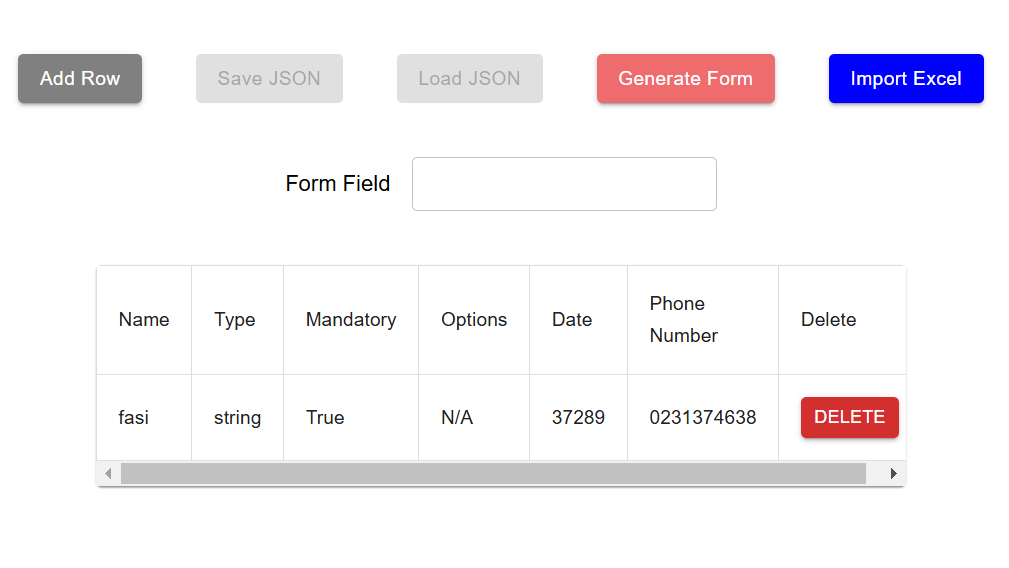 Add Row Save JSON Load JSON Generate Form Import Excel
Form Field
Name Type Mandatory Options Date Phone Number Delete
fasi string True N/A 37289 0231374638 DELETE